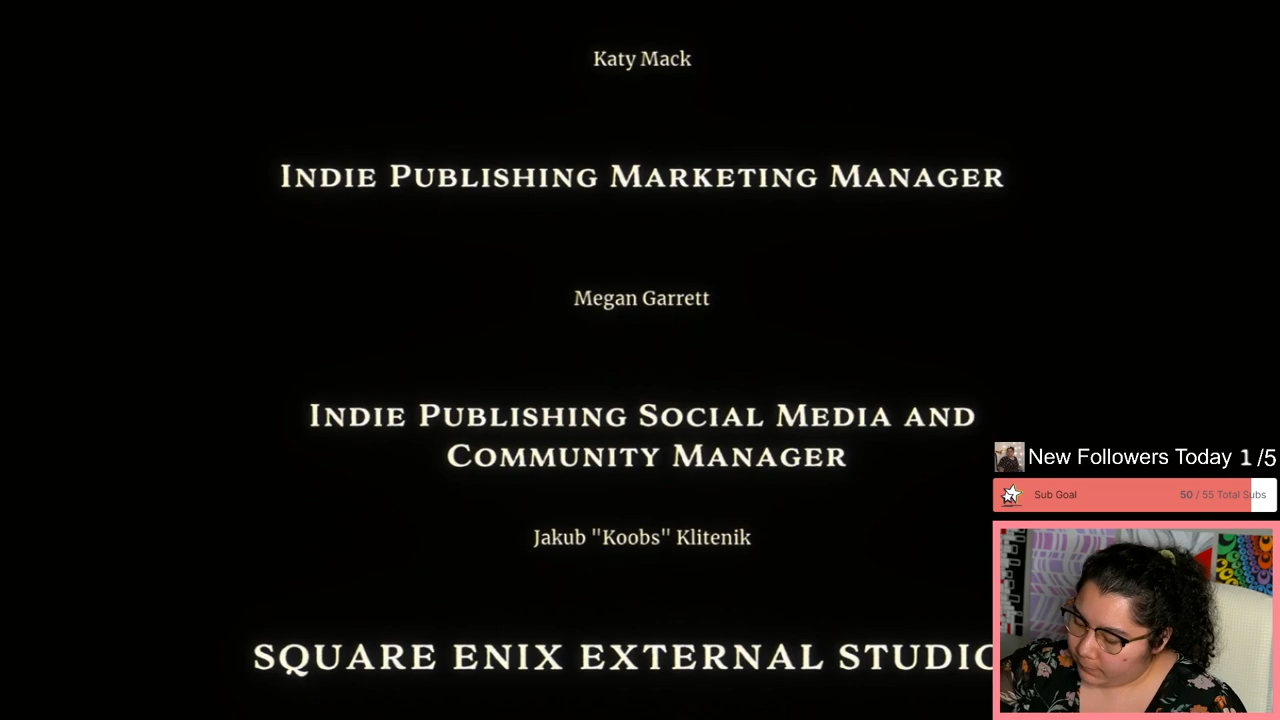 Katy Mack
INDIE PUBLISHING MARKETING MANAGER
Megan Garrett
INDIE PUBLISHING SOCIAL MEDIA AND
COMMUNITY MANAGER
Jakub "Koobs" Klitenik
SQUARE ENIX EXTERNAL STUDIO
New Followers Today 1 /5
Sub Goal
50 / 55 Total Subs